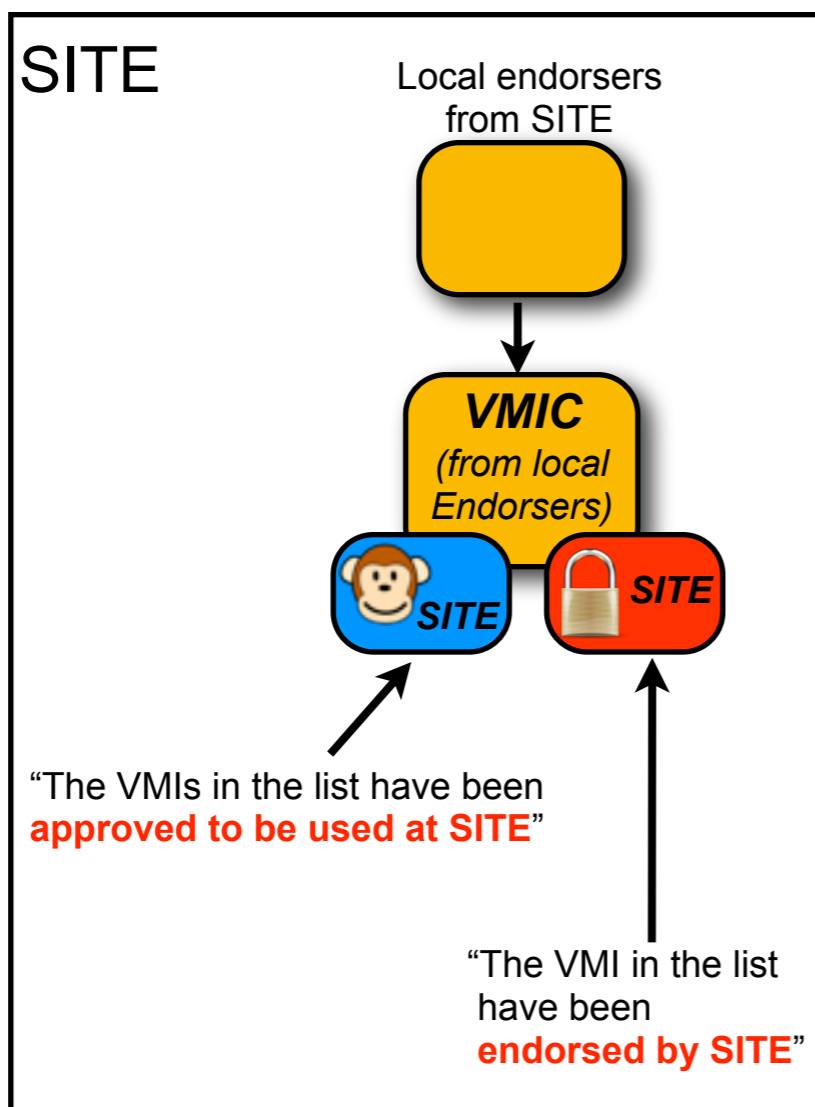 SITE
Local endorsers
from SITE
VMIC
(from local
Endorsers)
SITE
SITE
“The VMIs in the list have been
approved to be used at SITE”
“The VMI in the list
have been
endorsed by SITE”